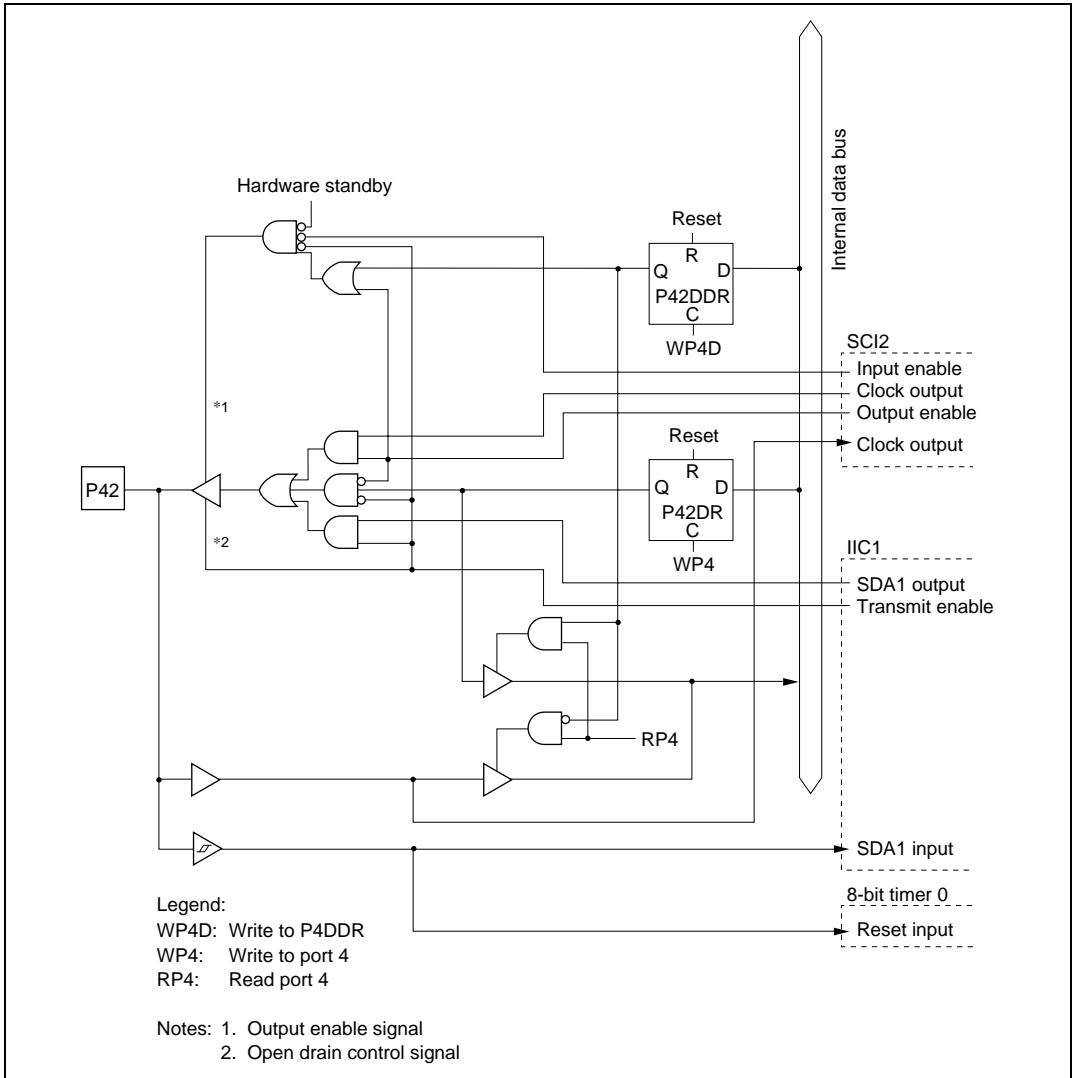 Hardware standby
Internal data bus
Reset
R
Q D
P42DDR
C
WP4D
SCI2
Input enable
Clock output
Output enable
Clock output
*1
Reset
R
Q D
P42DR
C
WP4
P42
*2
IIC1
SDA1 output
Transmit enable
RP4
SDA1 input
8-bit timer 0
Reset input
Legend:
WP4D: Write to P4DDR
WP4: Write to port 4
RP4: Read port 4
Notes: 1. Output enable signal
2. Open drain control signal